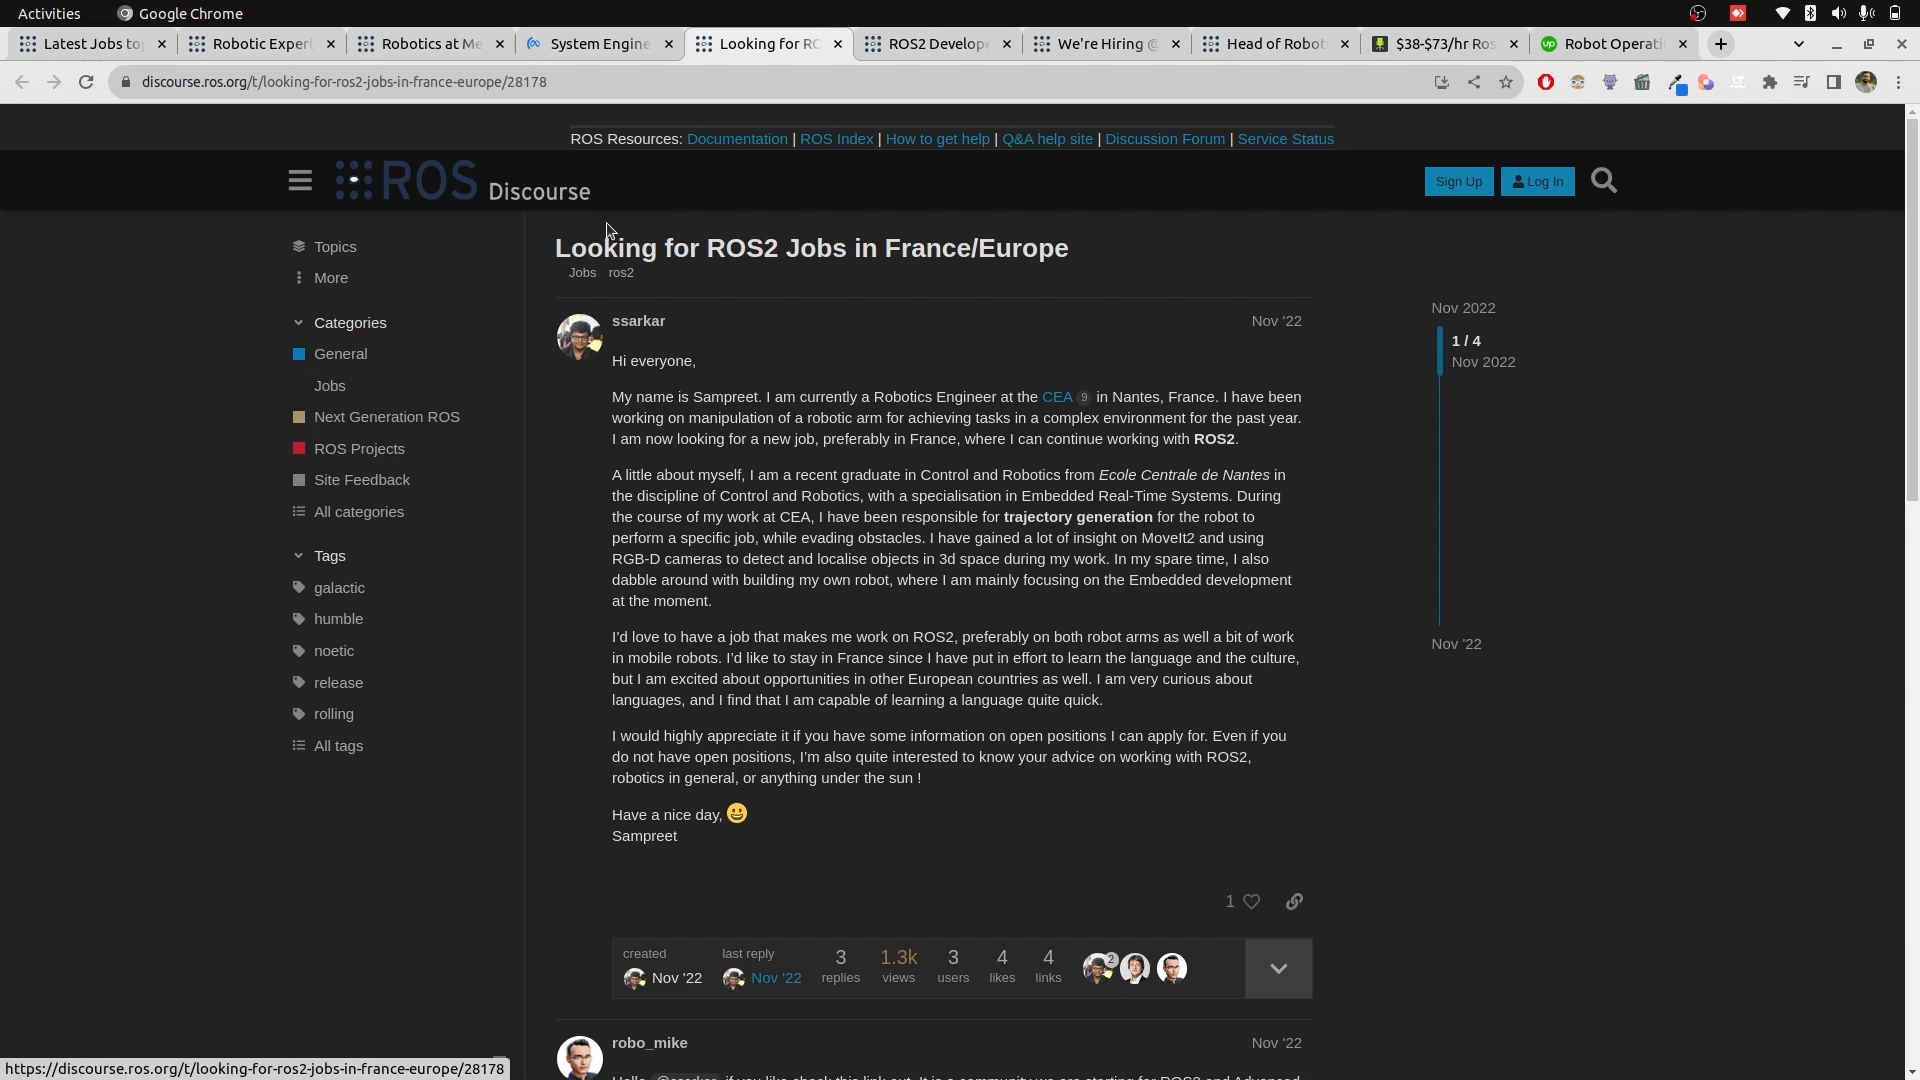 Activities
Google Chrome
Latest Jobs to
Robotic Expert
Robotics at Me
System Engine
Looking for RO
ROS2 Develope
We're Hiring @
Head of Robot
$38-$73/hr Ros
Robot Operati
discourse.ros.org/t/looking-for-ros2-jobs-in-france-europe/28178
ROS Resources: Documentation | ROS Index | How to get help | Q&A help site | Discussion Forum | Service Status
ROS Discourse
Sign Up
Log In
Topics
More
Categories
General
Jobs
Next Generation ROS
ROS Projects
Site Feedback
All categories
Tags
galactic
humble
noetic
release
rolling
All tags
Looking for ROS2 Jobs in France/Europe
Jobs ros2
ssarkar
Nov '22
Hi everyone,
My name is Sampreet. I am currently a Robotics Engineer at the CEA 9 in Nantes, France. I have been
working on manipulation of a robotic arm for achieving tasks in a complex environment for the past year.
I am now looking for a new job, preferably in France, where I can continue working with ROS2.
A little about myself, I am a recent graduate in Control and Robotics from Ecole Centrale de Nantes in
the discipline of Control and Robotics, with a specialisation in Embedded Real-Time Systems. During
the course of my work at CEA, I have been responsible for trajectory generation for the robot to
perform a specific job, while evading obstacles. I have gained a lot of insight on MoveIt2 and using
RGB-D cameras to detect and localise objects in 3d space during my work. In my spare time, I also
dabble around with building my own robot, where I am mainly focusing on the Embedded development
at the moment.
I'd love to have a job that makes me work on ROS2, preferably on both robot arms as well a bit of work
in mobile robots. I'd like to stay in France since I have put in effort to learn the language and the culture,
but I am excited about opportunities in other European countries as well. I am very curious about
languages, and I find that I am capable of learning a language quite quick.
I would highly appreciate it if you have some information on open positions I can apply for. Even if you
do not have open positions, I'm also quite interested to know your advice on working with ROS2,
robotics in general, or anything under the sun !
Have a nice day, 😀
Sampreet
1
created
Nov '22
last reply
Nov '22
3
replies
1.3k
views
3
users
4
likes
4
links
2
Nov 2022
1 / 4
Nov 2022
Nov '22
robo_mike
Nov '22
https://discourse.ros.org/t/looking-for-ros2-jobs-in-france-europe/28178